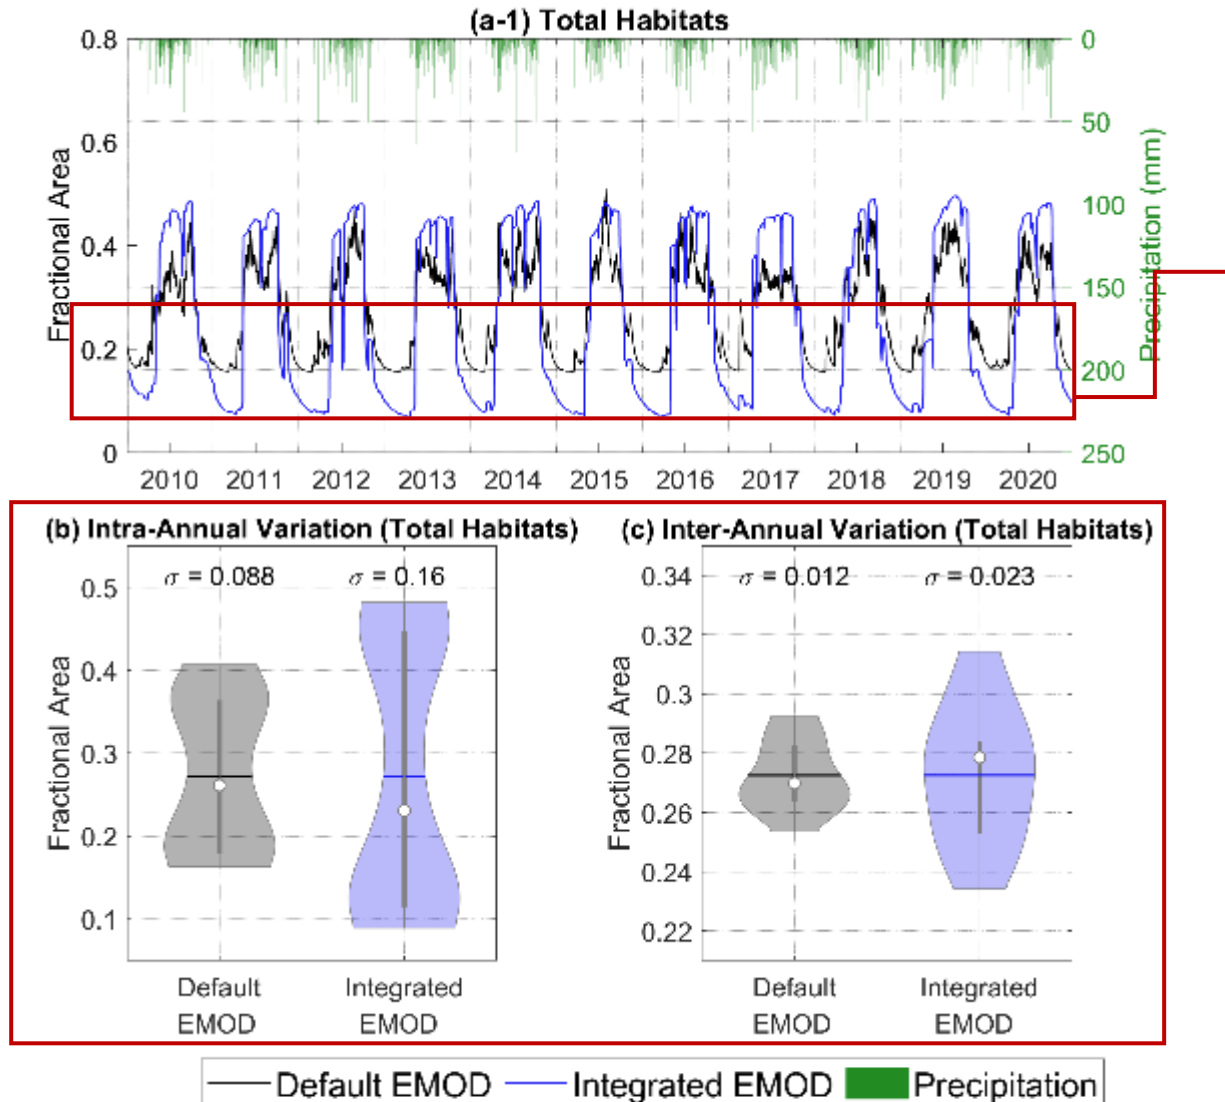 (a-1) Total Habitats
0.8
0.6
0.4
0.2
0
Fractional Area
0
50
100
150
200
250
Precipitation (mm)
2010 2011 2012 2013 2014 2015 2016 2017 2018 2019 2020
(b) Intra-Annual Variation (Total Habitats)
σ = 0.088 σ = 0.16
0.5
0.4
0.3
0.2
0.1
Fractional Area
Default Integrated
EMOD EMOD
(c) Inter-Annual Variation (Total Habitats)
σ = 0.012 σ = 0.023
0.34
0.32
0.3
0.28
0.26
0.24
0.22
Fractional Area
Default Integrated
EMOD EMOD
Default EMOD Integrated EMOD Precipitation